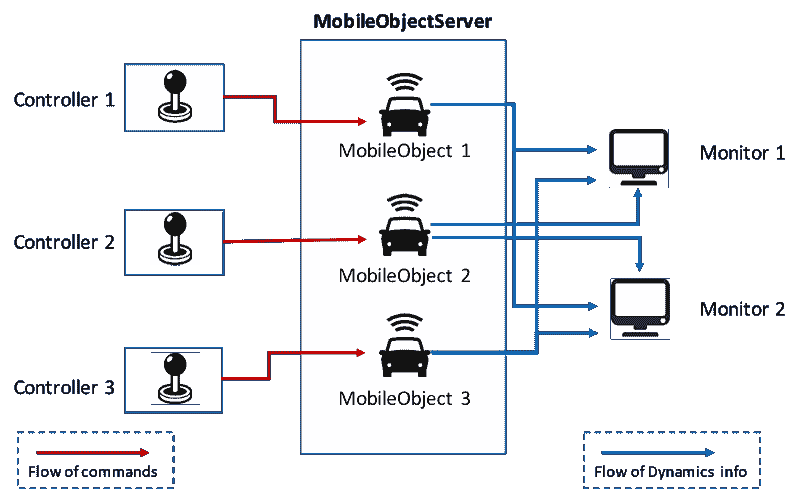 MobileObjectServer
Controller 1
MobileObject 1
Monitor 1
Controller 2
MobileObject 2
Monitor 2
Controller 3
MobileObject 3
Flow of commands
Flow of Dynamics info